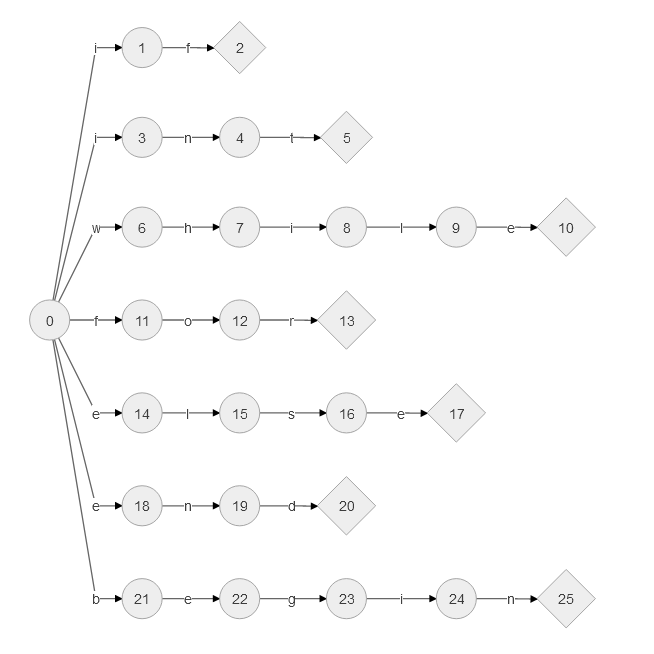 i 1 f 2
i 3 n 4 t 5
w 6 h 7 i 8 l 9 e 10
0 f 11 o 12 r 13
e 14 l 15 s 16 e 17
e 18 n 19 d 20
b 21 e 22 g 23 i 24 n 25